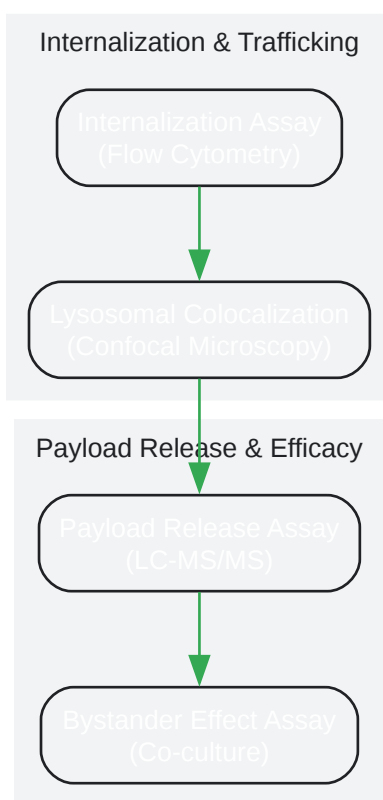 Internalization & Trafficking
Internalization Assay
(Flow Cytometry)
Lysosomal Colocalization
(Confocal Microscopy)
Payload Release & Efficacy
Payload Release Assay
(LC-MS/MS)
Bystander Effect Assay
(Co-culture)